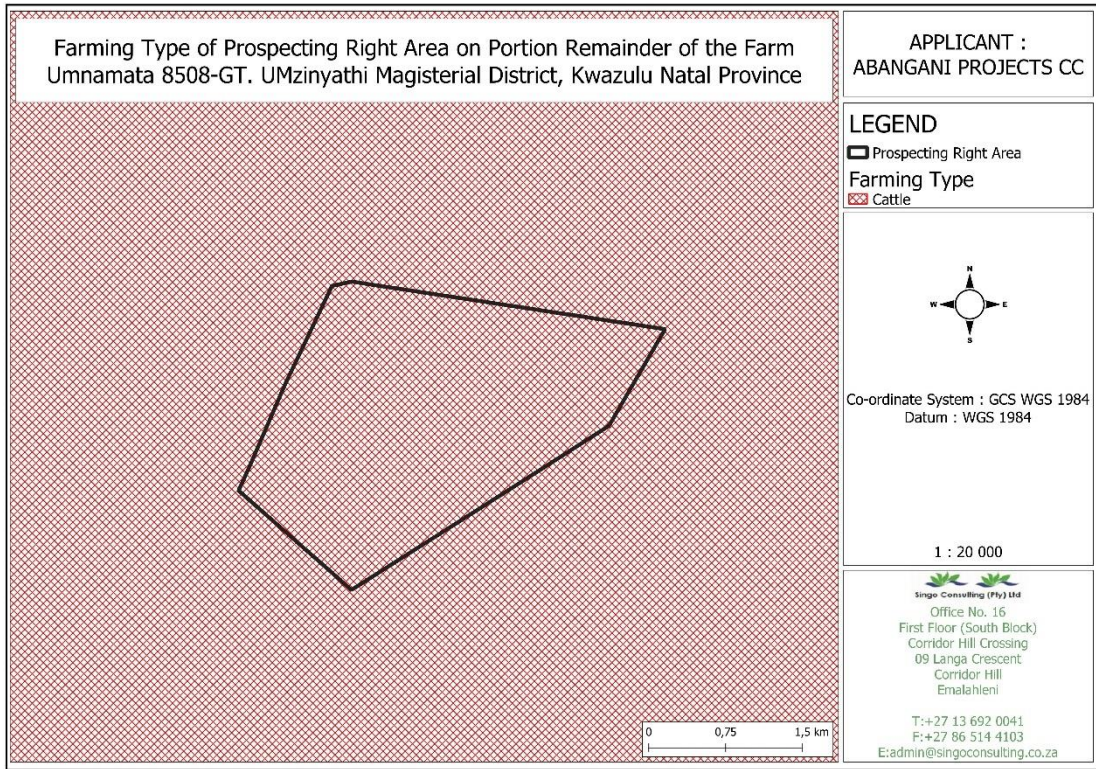 Farming Type of Prospecting Right Area on Portion Remainder of the Farm
Umnamata 8508-GT. UMzinyathi Magisterial District, Kwazulu Natal Province
APPLICANT :
ABANGANI PROJECTS CC
LEGEND
Prospecting Right Area
Farming Type
Cattle
N
W E
S
Co-ordinate System : GCS WGS 1984
Datum : WGS 1984
1 : 20 000
Singo Consulting (Pty) Ltd
Office No. 16
First Floor (South Block)
Corridor Hill Crossing
09 Langa Crescent
Corridor Hill
Emalahleni
T:+27 13 692 0041
F:+27 86 514 4103
E:admin@singoconsulting.co.za
0 0,75 1,5 km